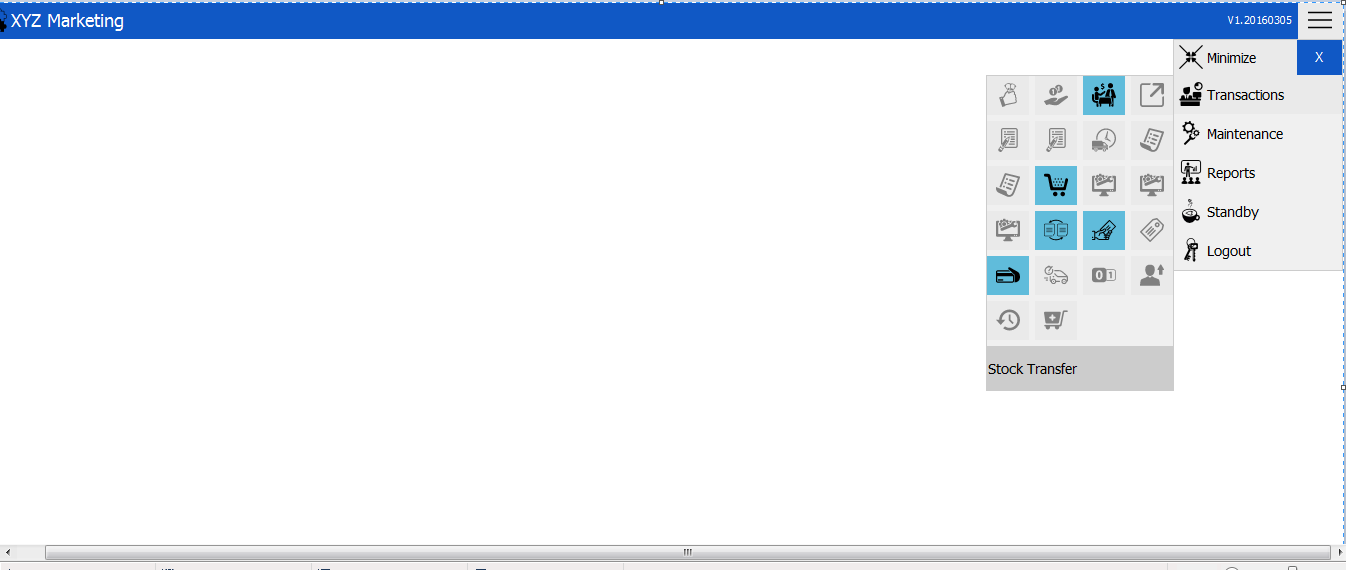 XYZ Marketing
V1.20160305
Minimize
X
Transactions
Maintenance
Reports
Standby
Logout
Stock Transfer